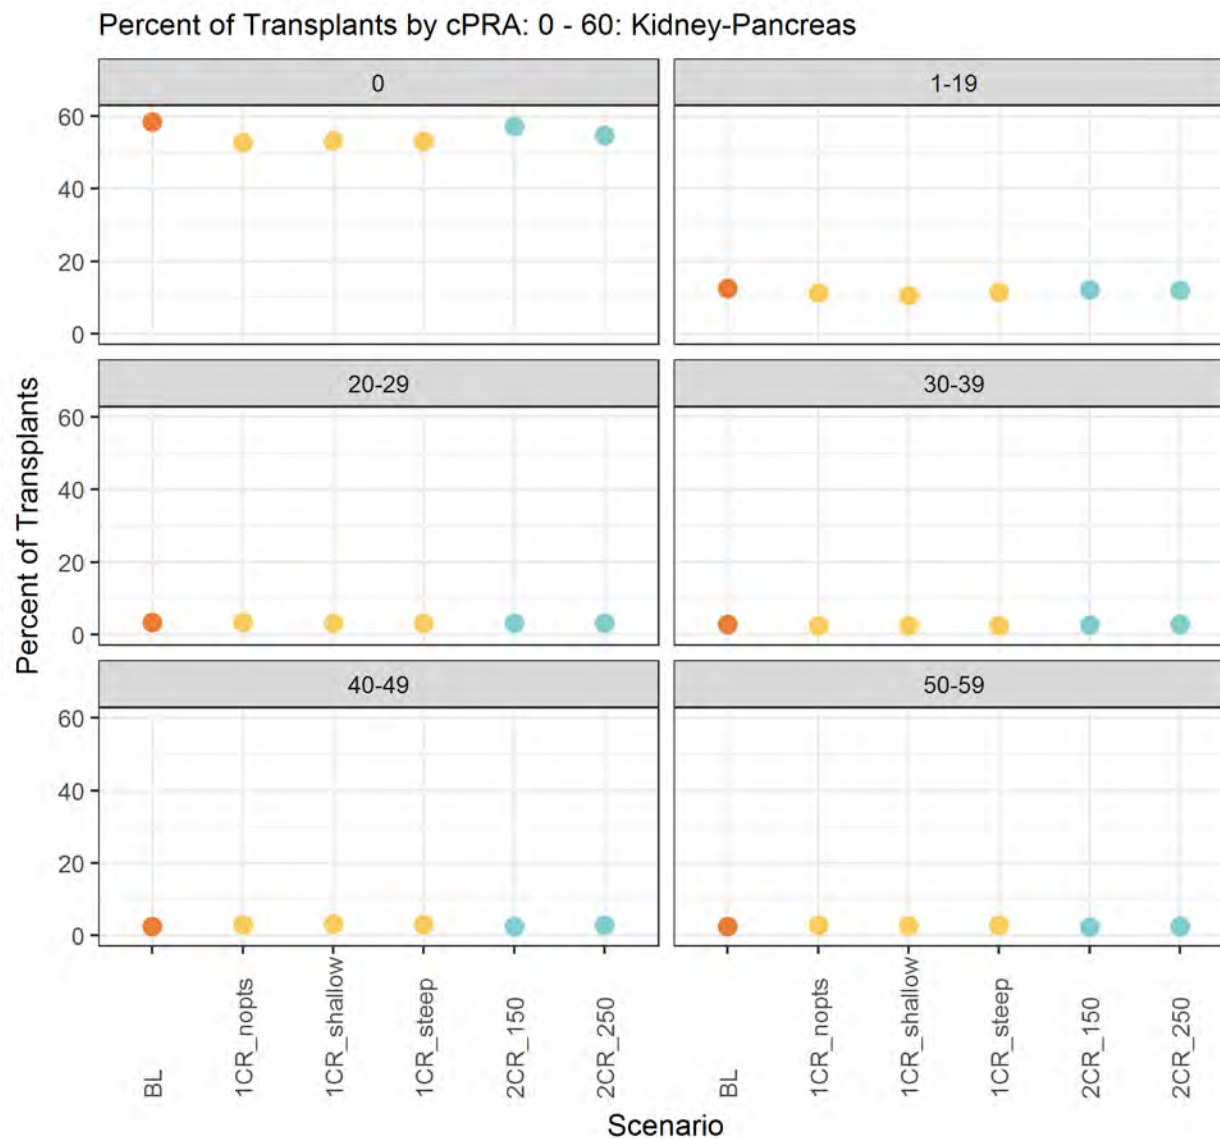 Percent of Transplants by cPRA: 0 - 60: Kidney-Pancreas
0
1-19
60
40
20
0
20-29
30-39
60
40
20
0
40-49
50-59
60
40
20
0
Percent of Transplants
BL
1CR_nopts
1CR_shallow
1CR_steep
2CR_150
2CR_250
BL
1CR_nopts
1CR_shallow
1CR_steep
2CR_150
2CR_250
Scenario